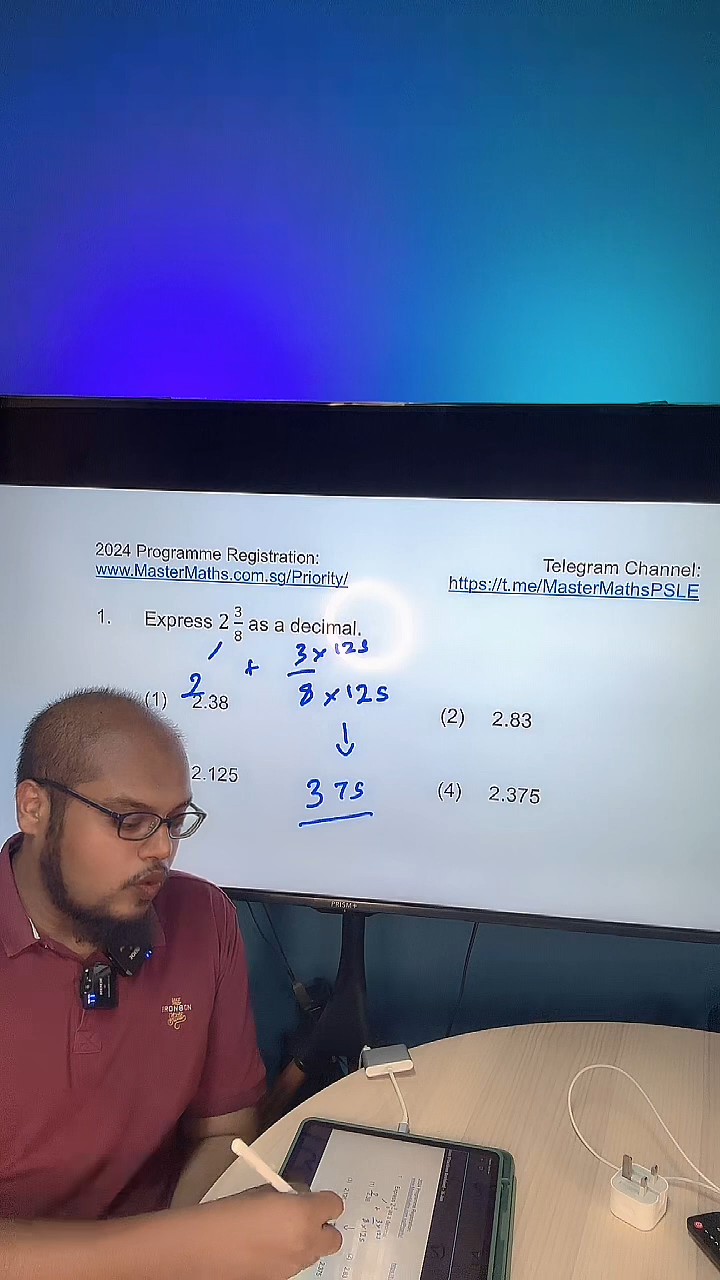 2024 Programme Registration:
www.MasterMaths.com.sg/Priority/
Telegram Channel:
https://t.me/MasterMathsPSLE
1. Express 2 3/8 as a decimal.
2 + 3 x 125
8 x 125
(1) 2.38
(2) 2.83
↓
2.125
375
(4) 2.375
PRISM+